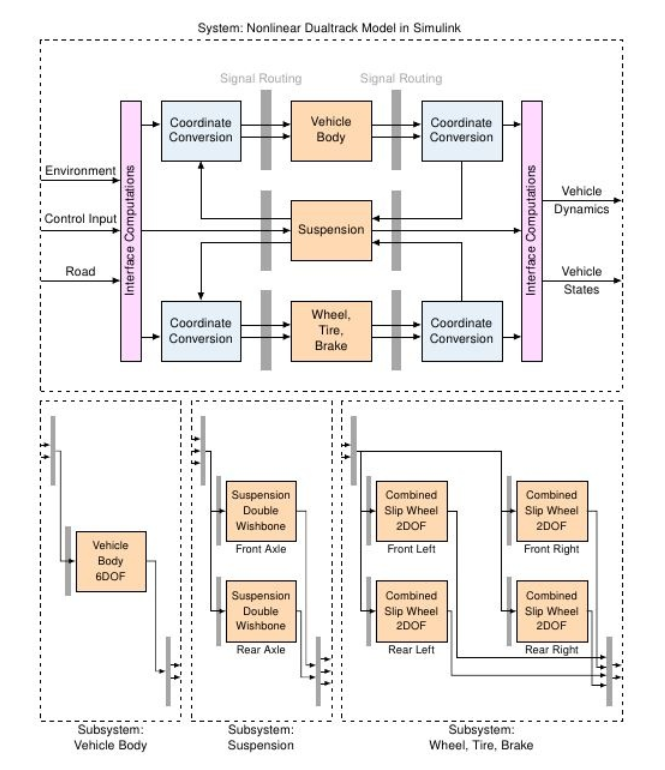 System: Nonlinear Dualtrack Model in Simulink
Signal Routing
Signal Routing
Coordinate
Conversion
Vehicle
Body
Coordinate
Conversion
Environment
Control Input
Road
Interface Computations
Suspension
Interface Computations
Vehicle
Dynamics
Vehicle
States
Coordinate
Conversion
Wheel,
Tire,
Brake
Coordinate
Conversion
Vehicle
Body
6DOF
Subsystem:
Vehicle Body
Suspension
Double
Wishbone
Front Axle
Suspension
Double
Wishbone
Rear Axle
Subsystem:
Suspension
Combined
Slip Wheel
2DOF
Front Left
Combined
Slip Wheel
2DOF
Front Right
Combined
Slip Wheel
2DOF
Rear Left
Combined
Slip Wheel
2DOF
Rear Right
Subsystem:
Wheel, Tire, Brake